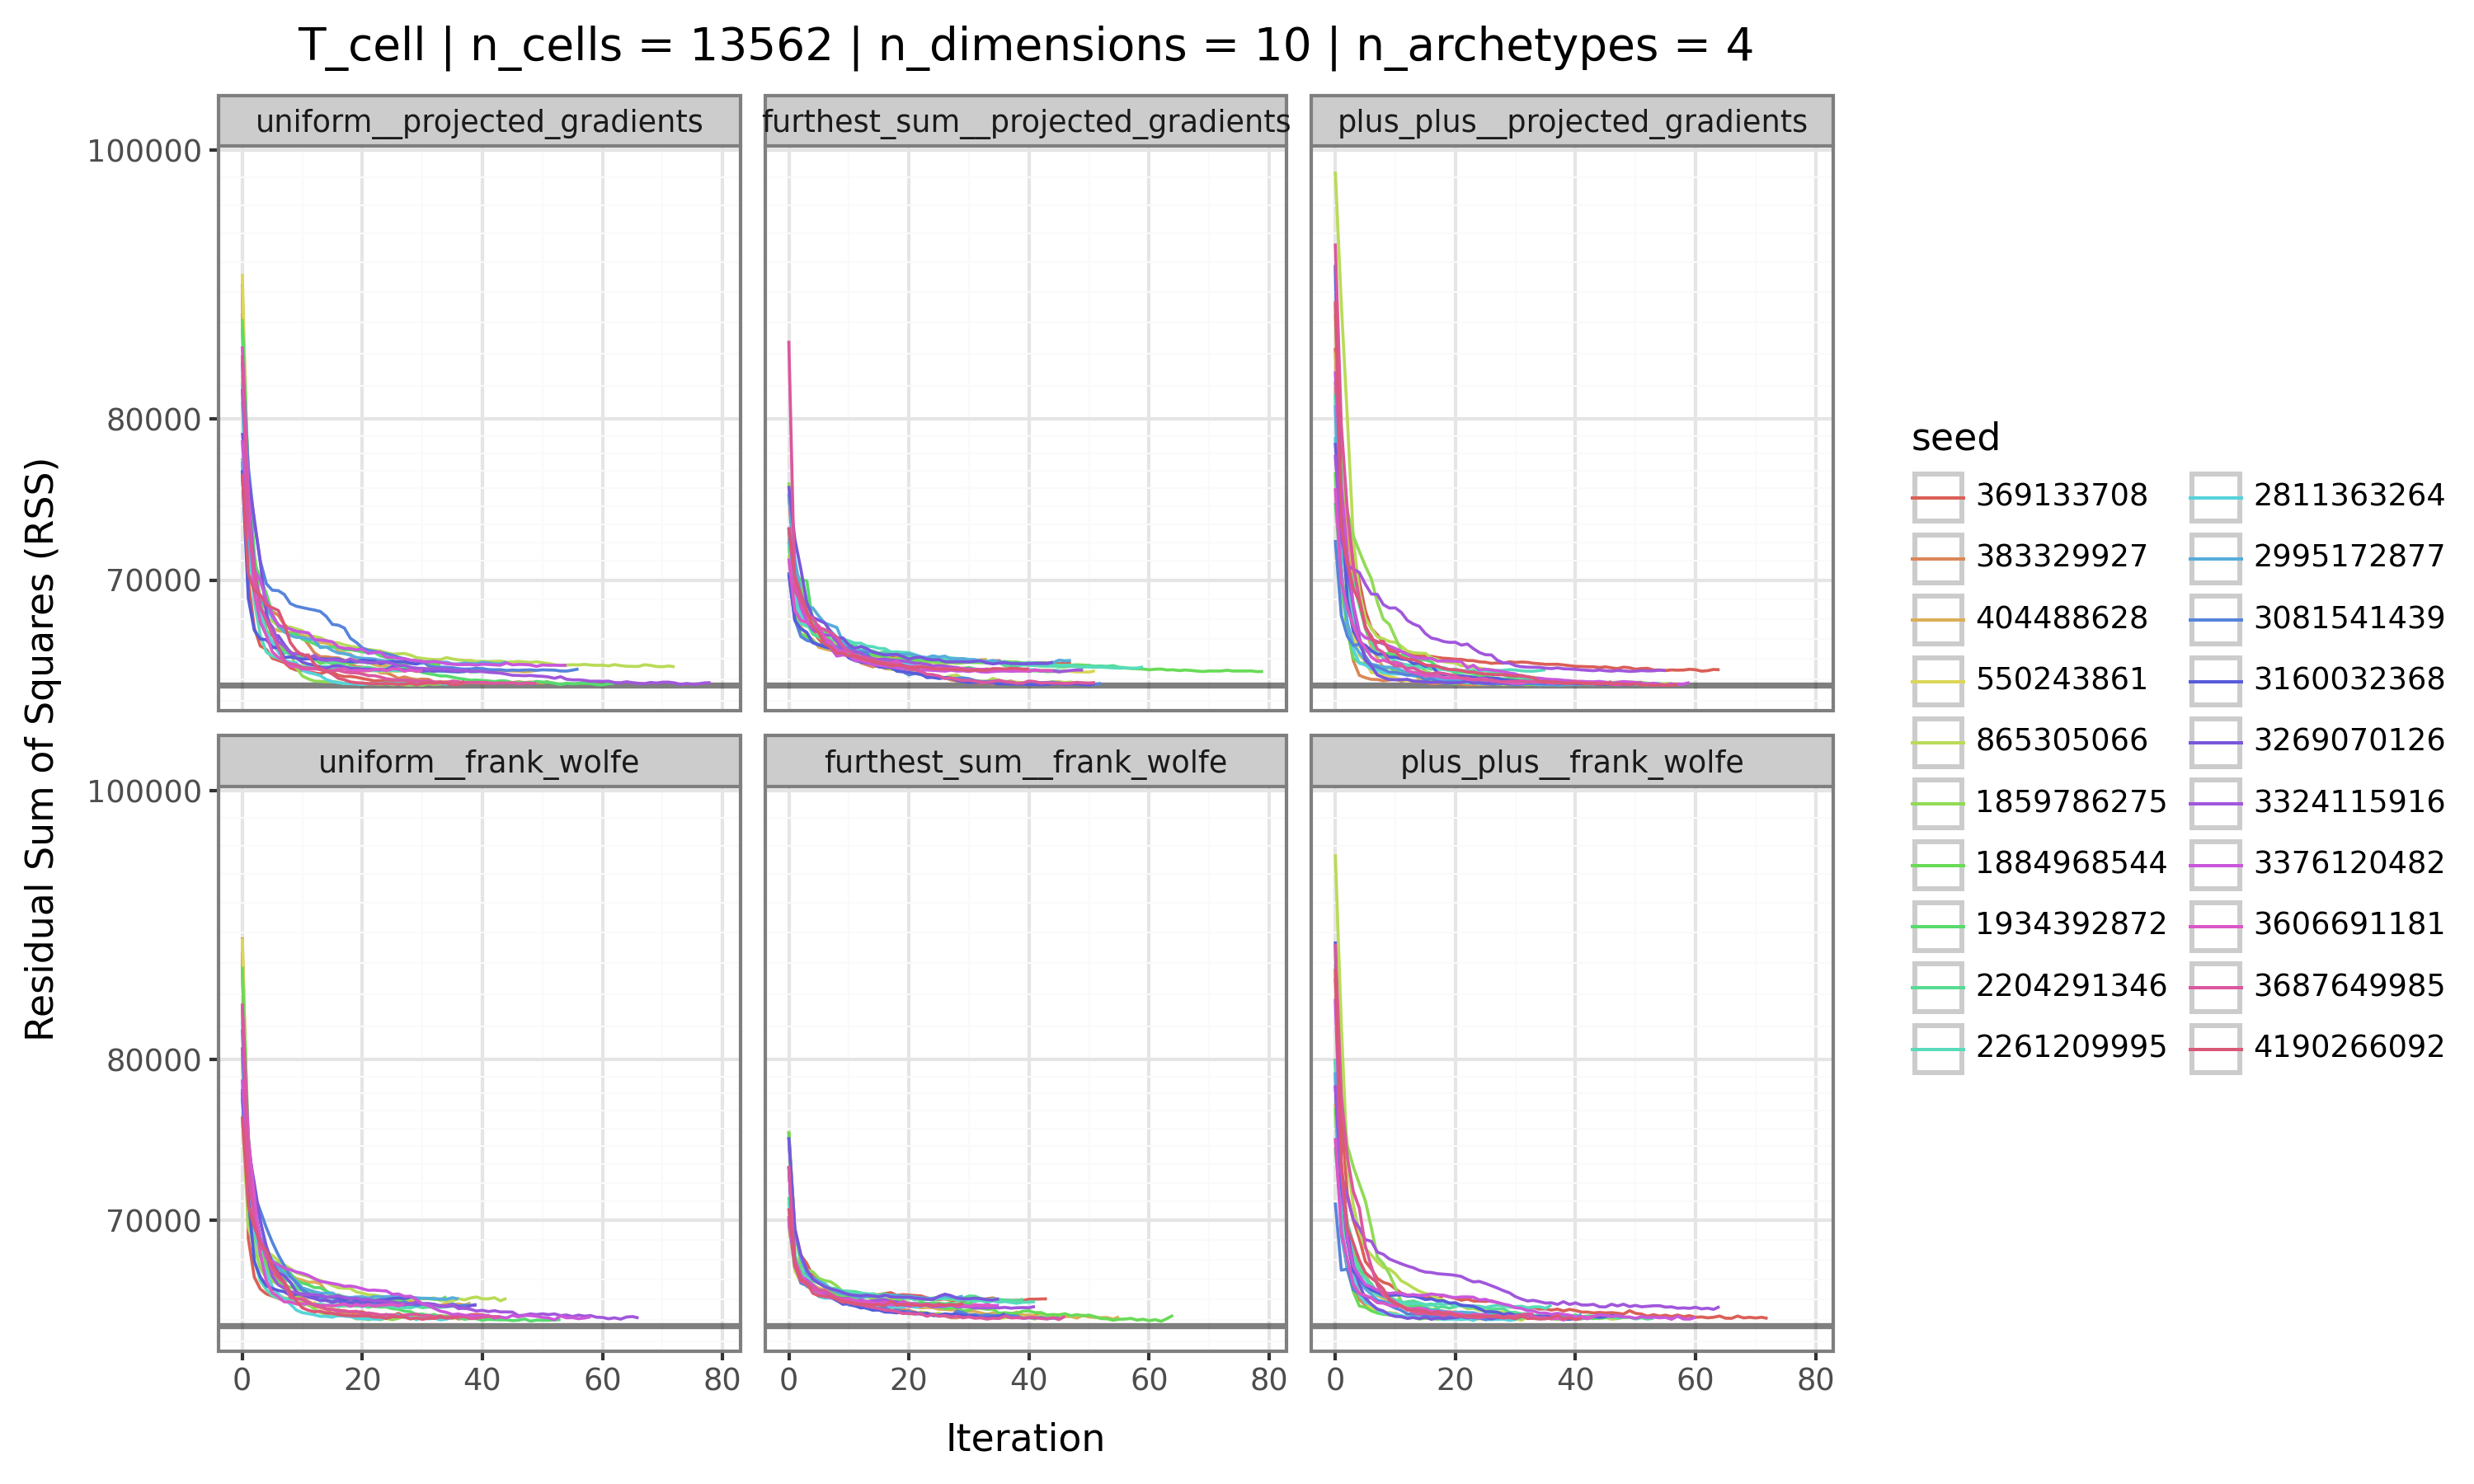 T_cell | n_cells = 13562 | n_dimensions = 10 | n_archetypes = 4
uniform__projected_gradients
furthest_sum__projected_gradients
plus_plus__projected_gradients
100000
80000
70000
uniform__frank_wolfe
furthest_sum__frank_wolfe
plus_plus__frank_wolfe
100000
80000
70000
0 20 40 60 80
0 20 40 60 80
0 20 40 60 80
Iteration
Residual Sum of Squares (RSS)
seed
369133708
383329927
404488628
550243861
865305066
1859786275
1884968544
1934392872
2204291346
2261209995
2811363264
2995172877
3081541439
3160032368
3269070126
3324115916
3376120482
3606691181
3687649985
4190266092